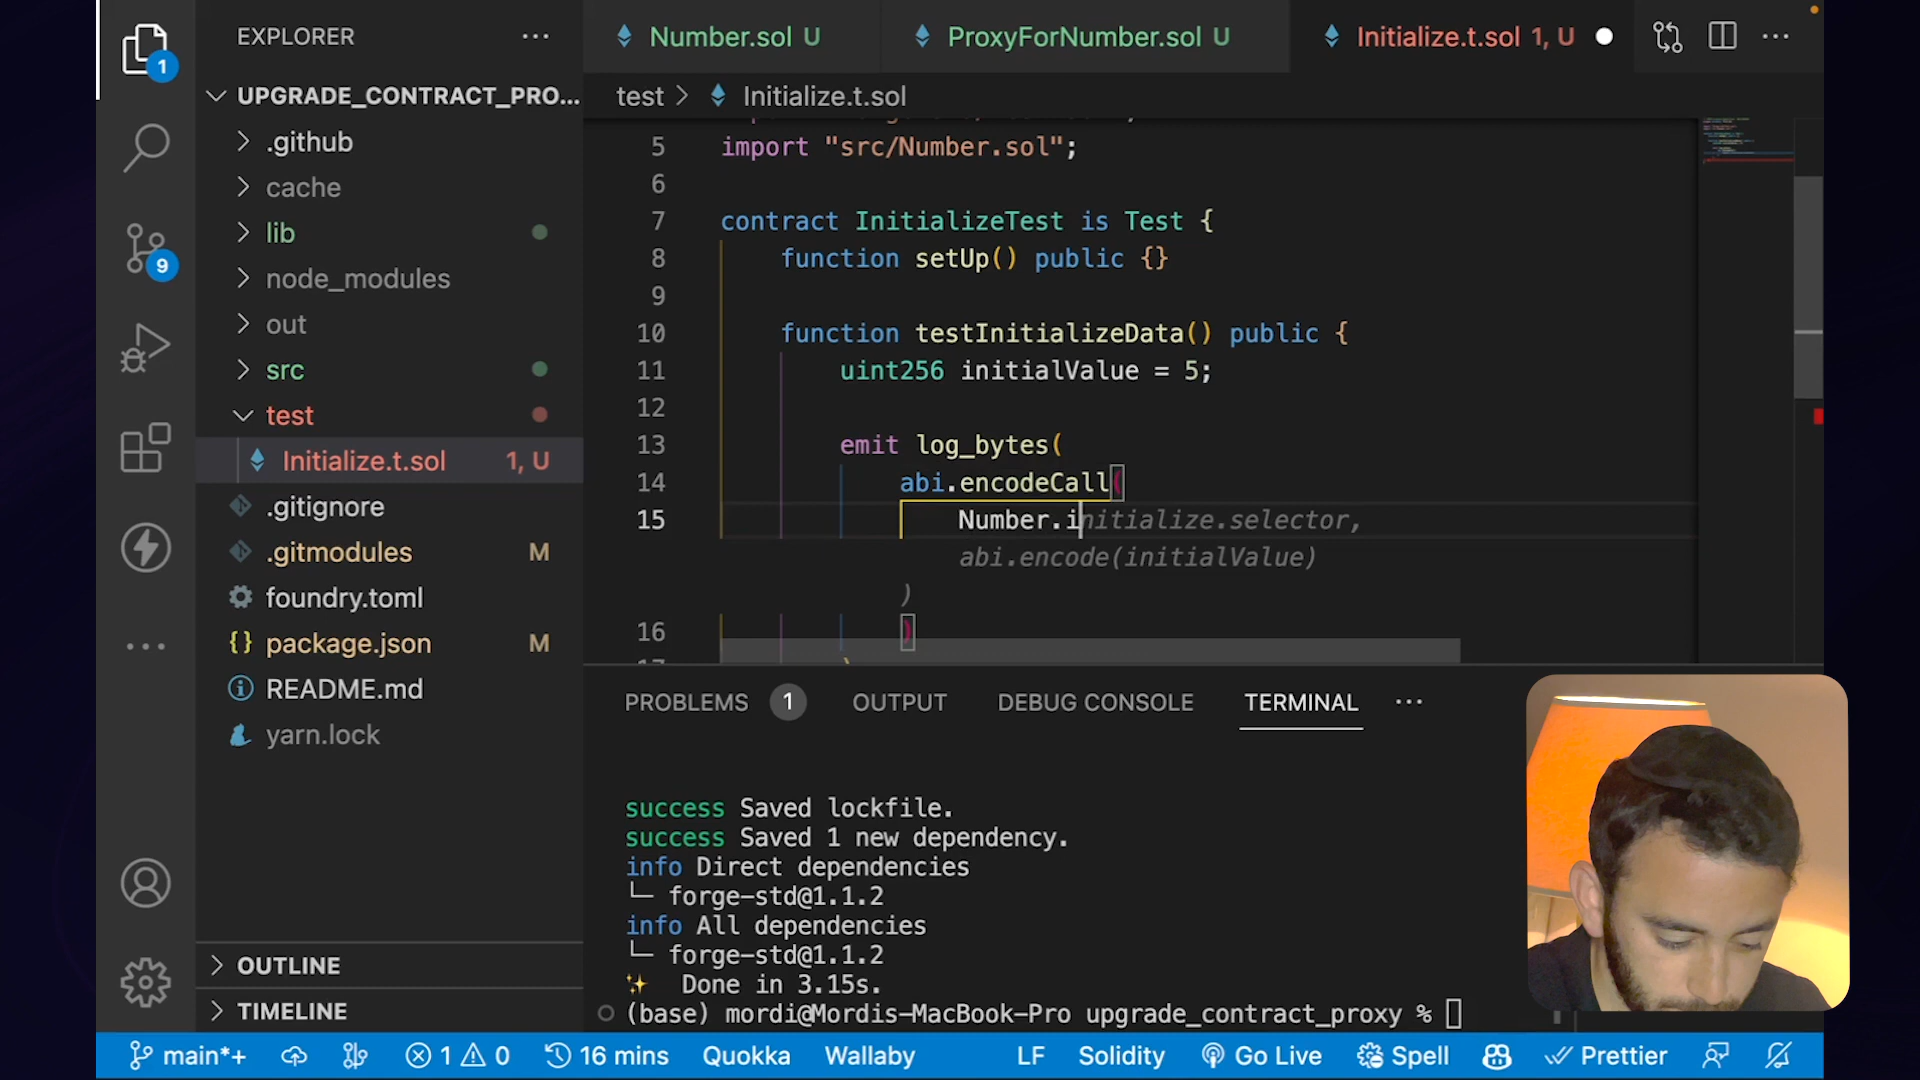 EXPLORER
Number.sol U
ProxyForNumber.sol U
Initialize.t.sol 1, U
1
UPGRADE_CONTRACT_PRO...
test > Initialize.t.sol
.github
cache
lib
node_modules
out
src
test
Initialize.t.sol 1, U
.gitignore
.gitmodules M
foundry.toml
package.json M
README.md
yarn.lock
9
OUTLINE
TIMELINE
5 import "src/Number.sol";
6
7 contract InitializeTest is Test {
8 function setUp() public {}
9
10 function testInitializeData() public {
11 uint256 initialValue = 5;
12
13 emit log_bytes(
14 abi.encodeCall(
15 Number.initialize.selector,
abi.encode(initialValue)
)
16 )
PROBLEMS 1 OUTPUT DEBUG CONSOLE TERMINAL
success Saved lockfile.
success Saved 1 new dependency.
info Direct dependencies
└─ forge-std@1.1.2
info All dependencies
└─ forge-std@1.1.2
✨ Done in 3.15s.
(base) mordi@Mordis-MacBook-Pro upgrade_contract_proxy %
main*+ 1 0 16 mins Quokka Wallaby LF Solidity Go Live Spell Prettier